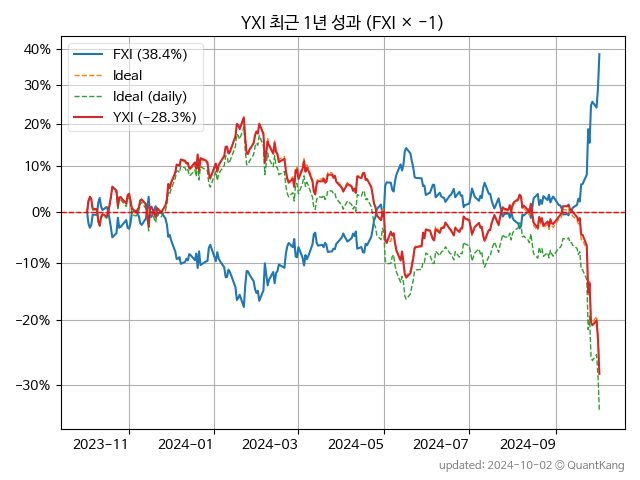 YXI 최근 1년 성과 (FXI × −1)
FXI (38.4%)
Ideal
Ideal (daily)
YXI (−28.3%)
40%
30%
20%
10%
0%
−10%
−20%
−30%
2023−11
2024−01
2024−03
2024−05
2024−07
2024−09
updated: 2024-10-02 © QuantKang